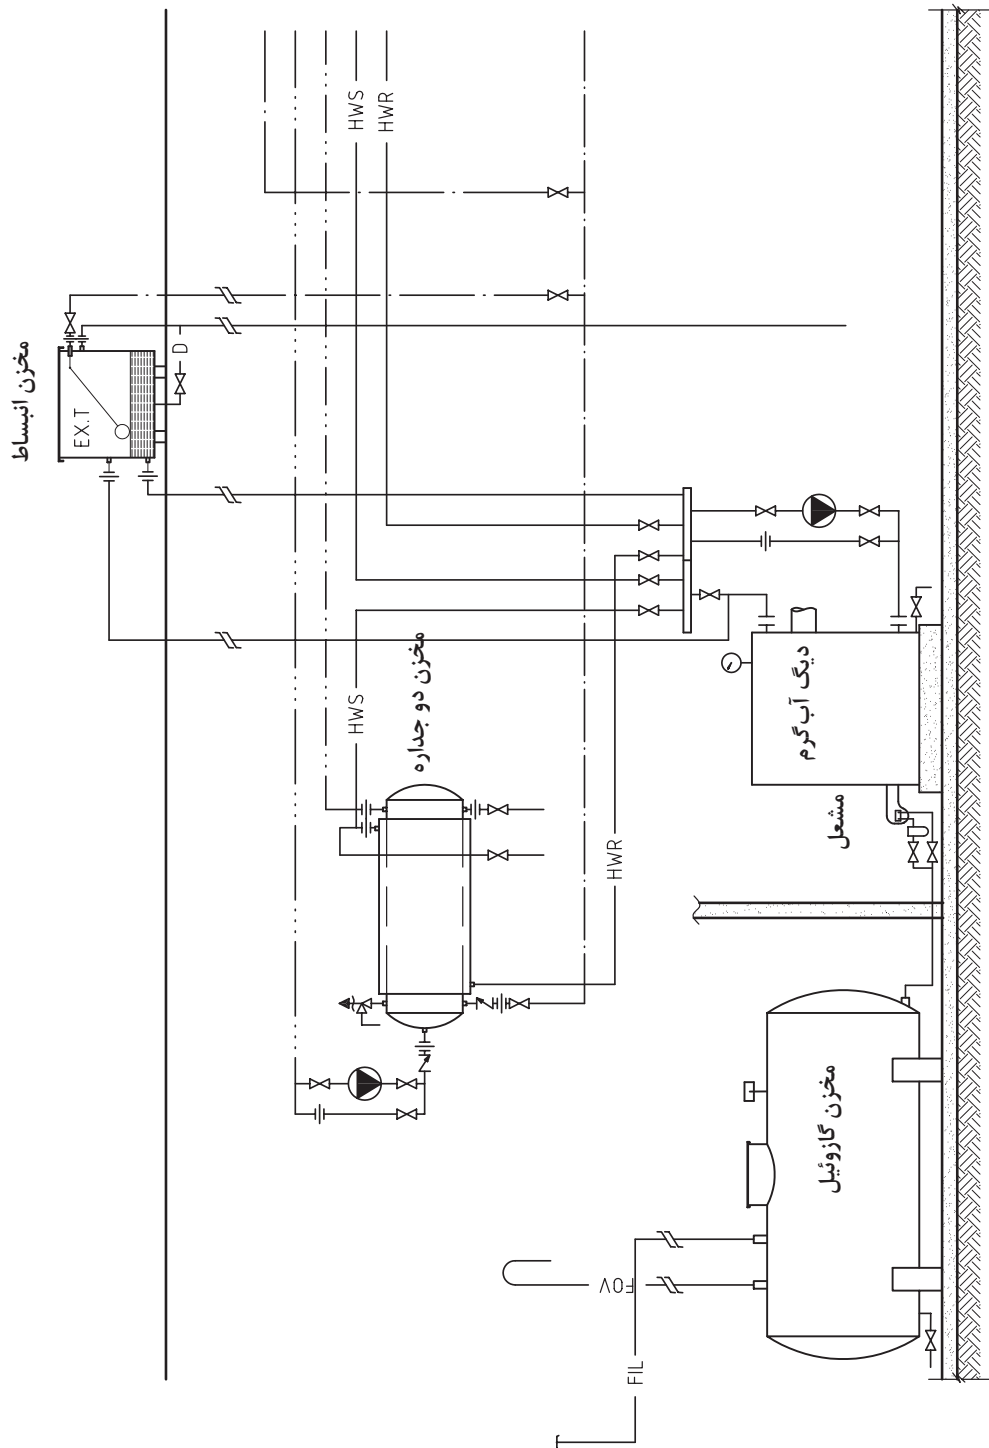 مخزن انبساط
EX.T
D
HWS
HWR
HWS
مخزن دو جداره
HWR
دیگ آب گرم
مشعل
مخزن گازوئیل
FOV
FIL